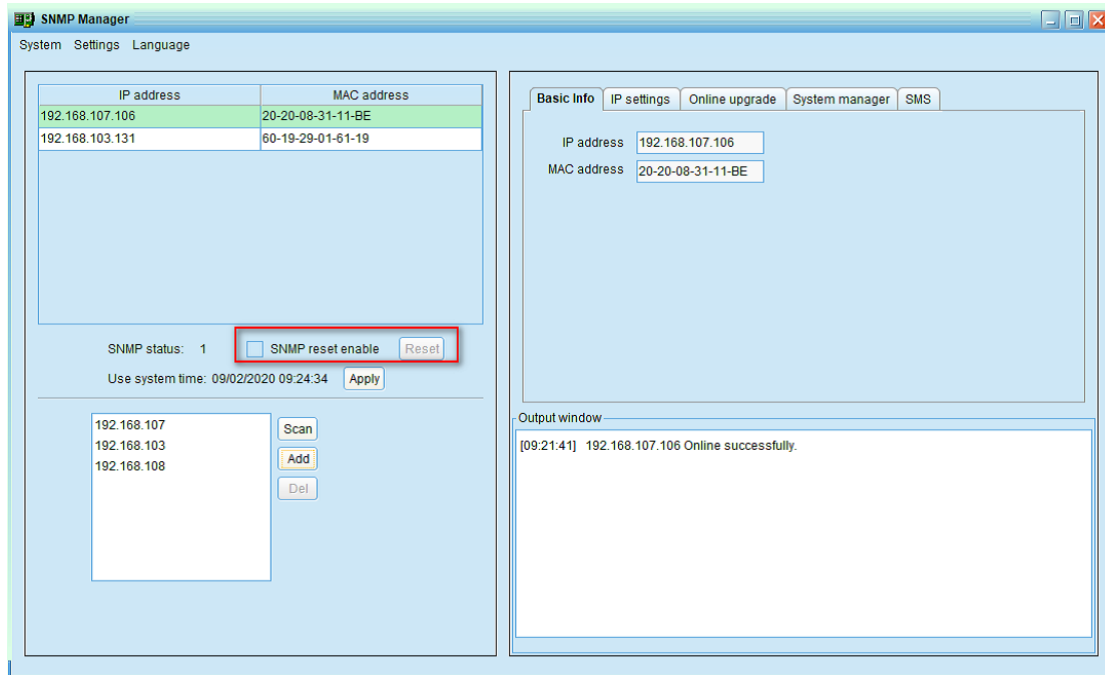 SNMP Manager
System Settings Language
IP address MAC address
192.168.107.106 20-20-08-31-11-BE
192.168.103.131 60-19-29-01-61-19
SNMP status: 1 SNMP reset enable Reset
Use system time: 09/02/2020 09:24:34 Apply
192.168.107
192.168.103
192.168.108
Scan
Add
Del
Basic Info IP settings Online upgrade System manager SMS
IP address 192.168.107.106
MAC address 20-20-08-31-11-BE
Output window
[09:21:41] 192.168.107.106 Online successfully.